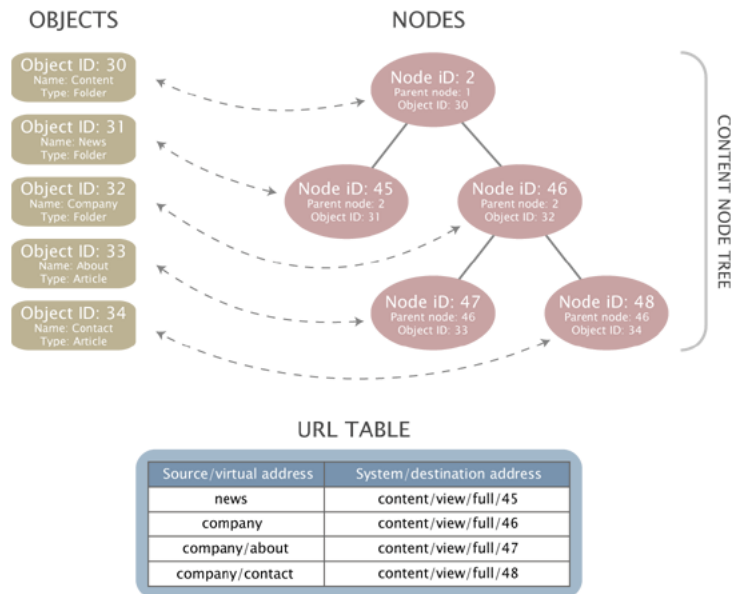 OBJECTS
NODES
Object ID: 30
Name: Content
Type: Folder
Object ID: 31
Name: News
Type: Folder
Object ID: 32
Name: Company
Type: Folder
Object ID: 33
Name: About
Type: Article
Object ID: 34
Name: Contact
Type: Article
Node iD: 2
Parent node: 1
Object ID: 30
Node iD: 45
Parent node: 2
Object ID: 31
Node iD: 46
Parent node: 2
Object ID: 32
Node iD: 47
Parent node: 46
Object ID: 33
Node iD: 48
Parent node: 46
Object ID: 34
CONTENT NODE TREE
URL TABLE
Source/virtual address System/destination address
news content/view/full/45
company content/view/full/46
company/about content/view/full/47
company/contact content/view/full/48